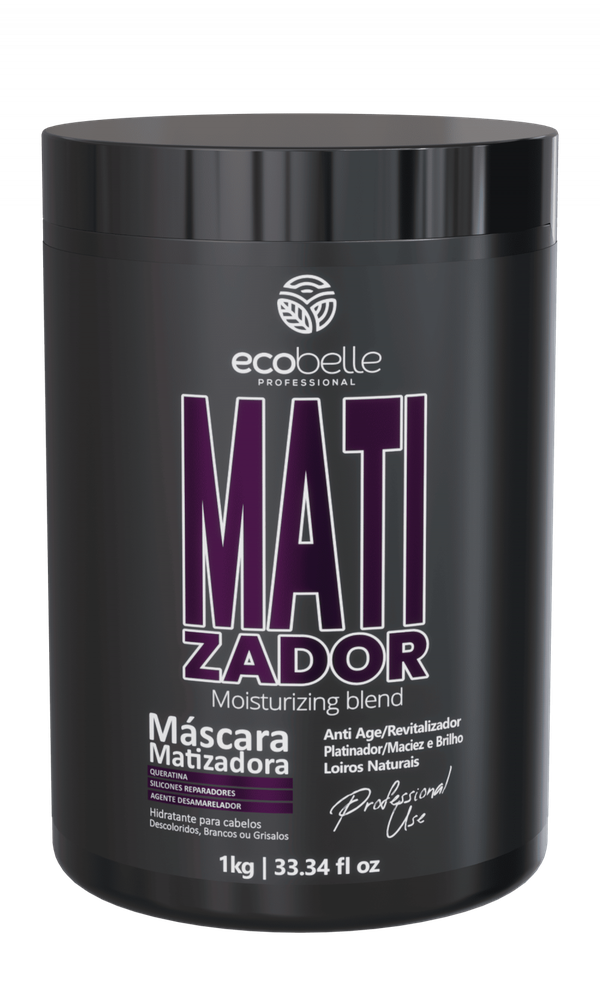 ecobelle
PROFESSIONAL
MATI
ZADOR
Moisturizing blend
Máscara
Matizadora
QUERATINA
SILICONES REPARADORES
AGENTE DESAMARELADOR
Hidratante para cabelos
Descoloridos, Brancos ou Grisalos
Anti Age/Revitalizador
Platinador/Maciez e Brilho
Loiros Naturais
Professional
Use
1kg | 33.34 fl oz